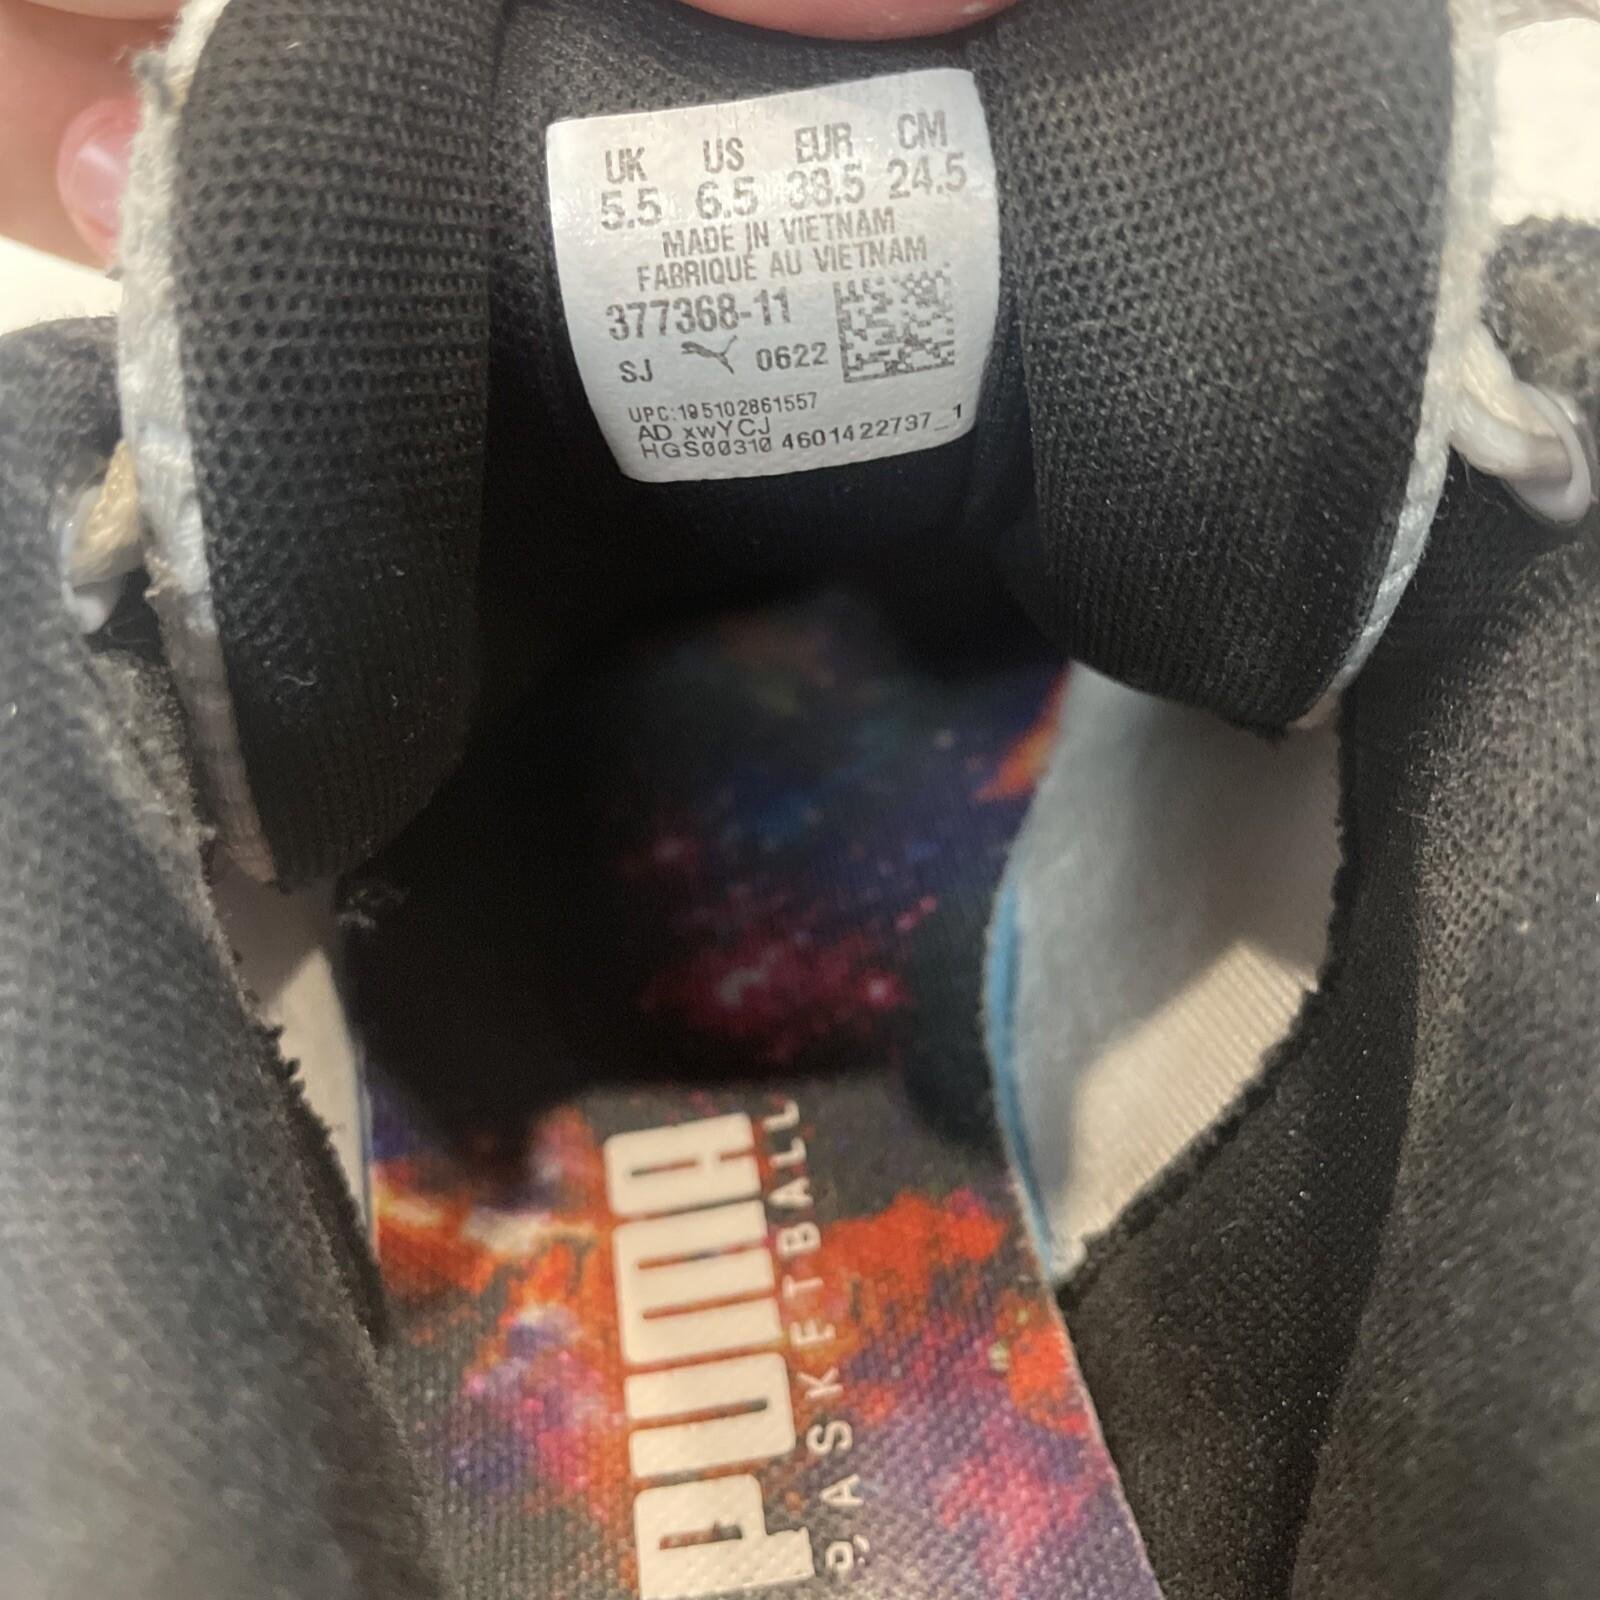 UK US EUR CM
5.5 6.5 38.5 24.5
MADE IN VIETNAM
FABRIQUÉ AU VIETNAM
377368-11
SJ 0622
UPC:195102861557
AD xwYCJ
HGS00310 4601422737_1
PUMA
BASKETBALL